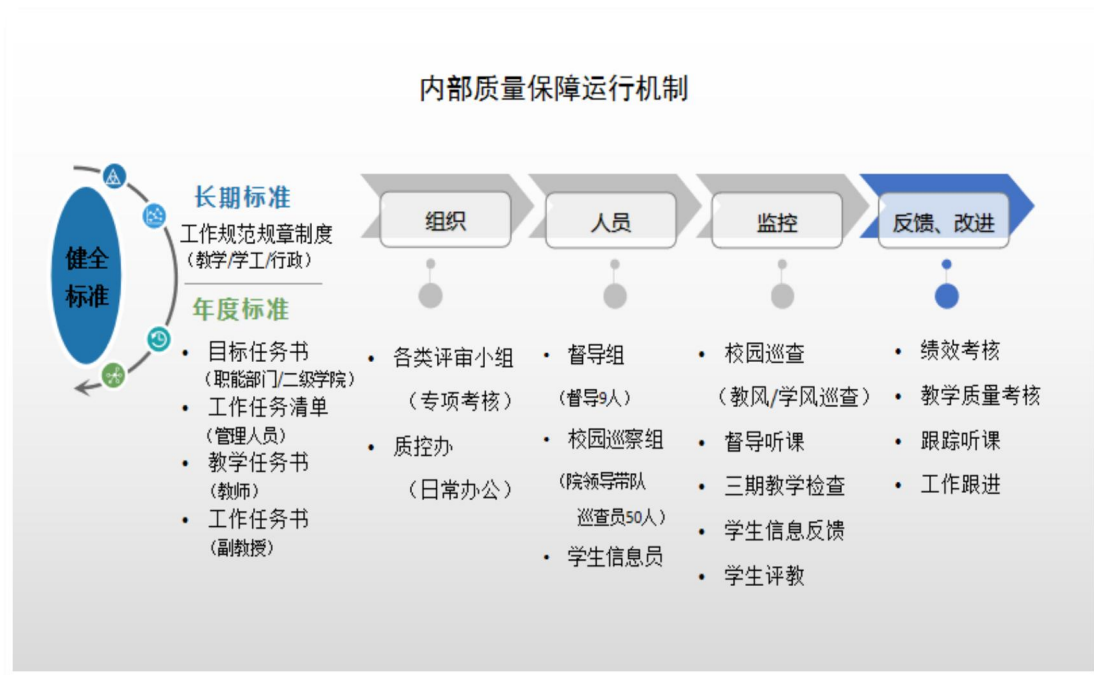 内部质量保障运行机制
健全
标准
长期标准
工作规范规章制度
（教学/学工/行政）
年度标准
• 目标任务书
（职能部门/二级学院）
• 工作任务清单
（管理人员）
• 教学任务书
（教师）
• 工作任务书
（副教授）
组织
• 各类评审小组
（专项考核）
• 质控办
（日常办公）
人员
• 督导组
（督导9人）
• 校园巡察组
（院领导带队
巡查员50人）
• 学生信息员
监控
• 校园巡查
（教风/学风巡查）
• 督导听课
• 三期教学检查
• 学生信息反馈
• 学生评教
反馈、改进
• 绩效考核
• 教学质量考核
• 跟踪听课
• 工作跟进